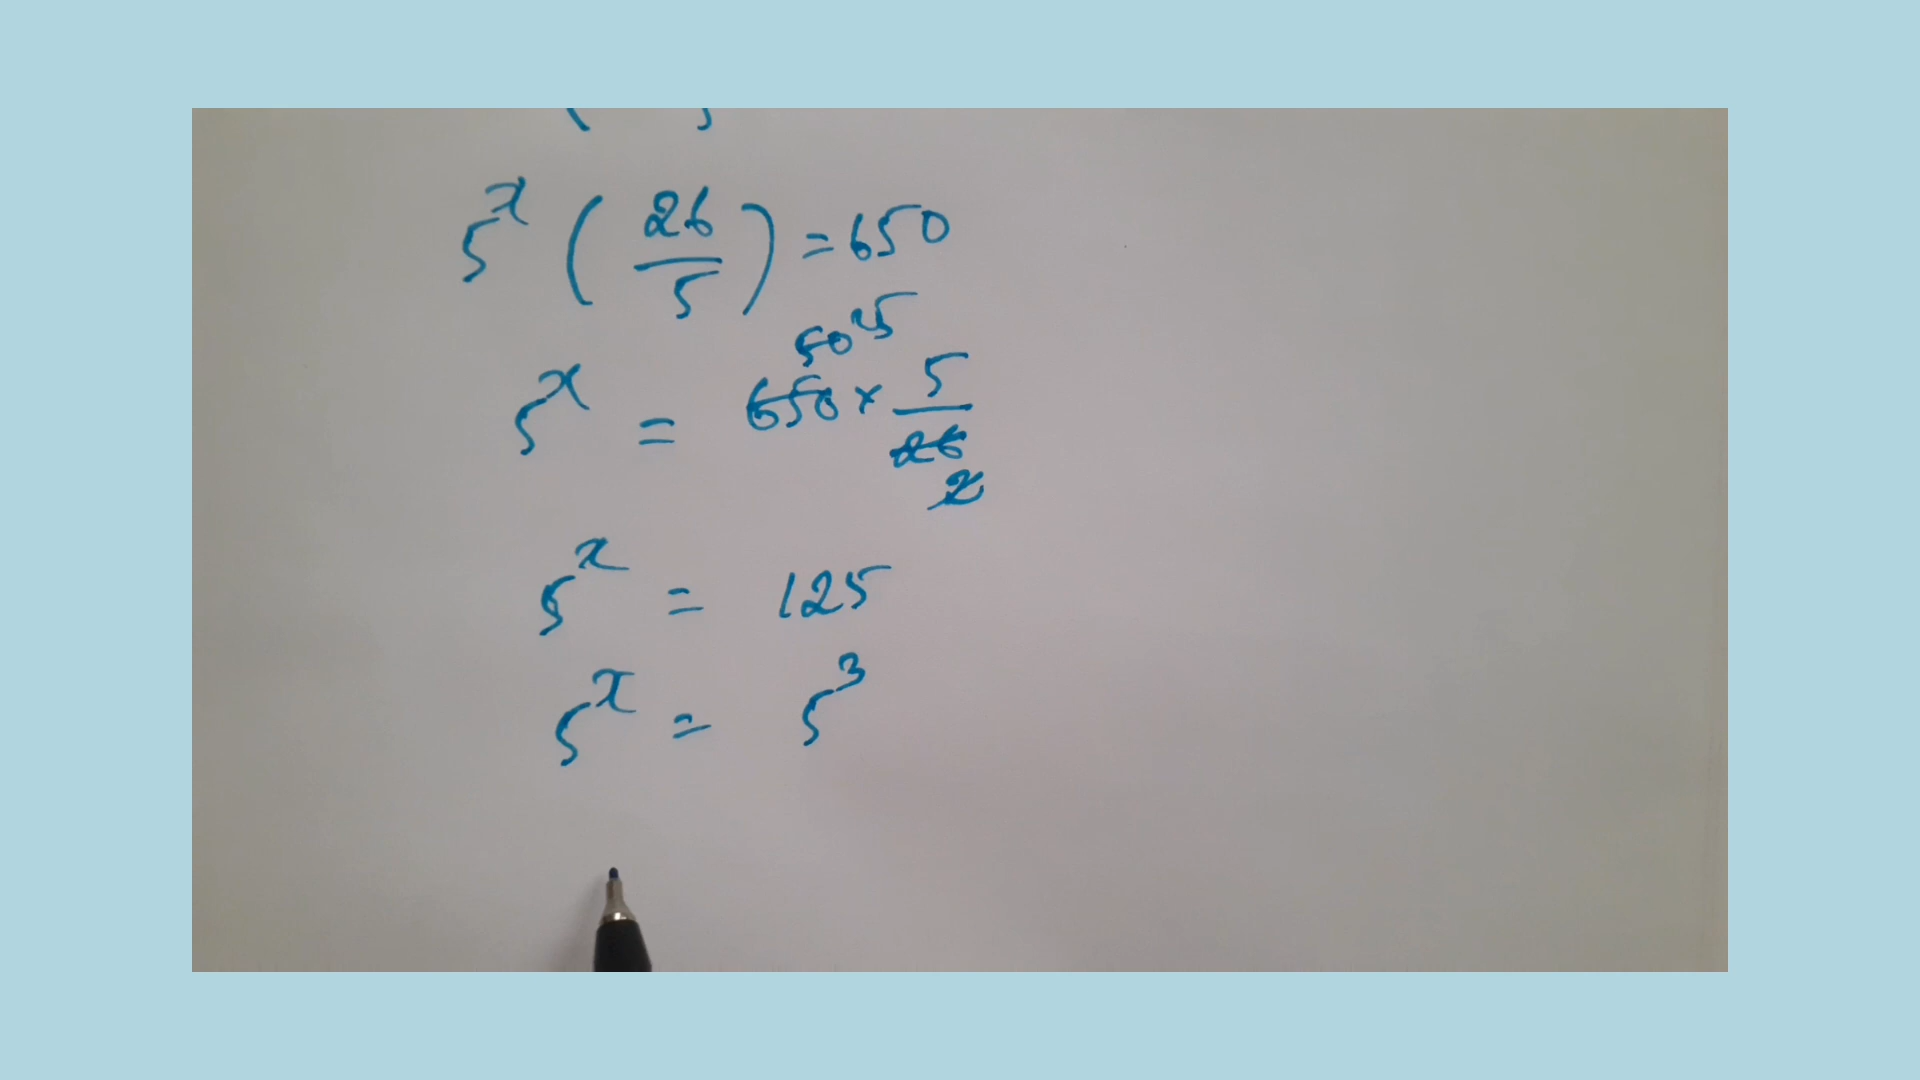 5^x (26/5) = 650
50 25
5^x = 650 × 5/26
2
5^x = 125
5^x = 5^3